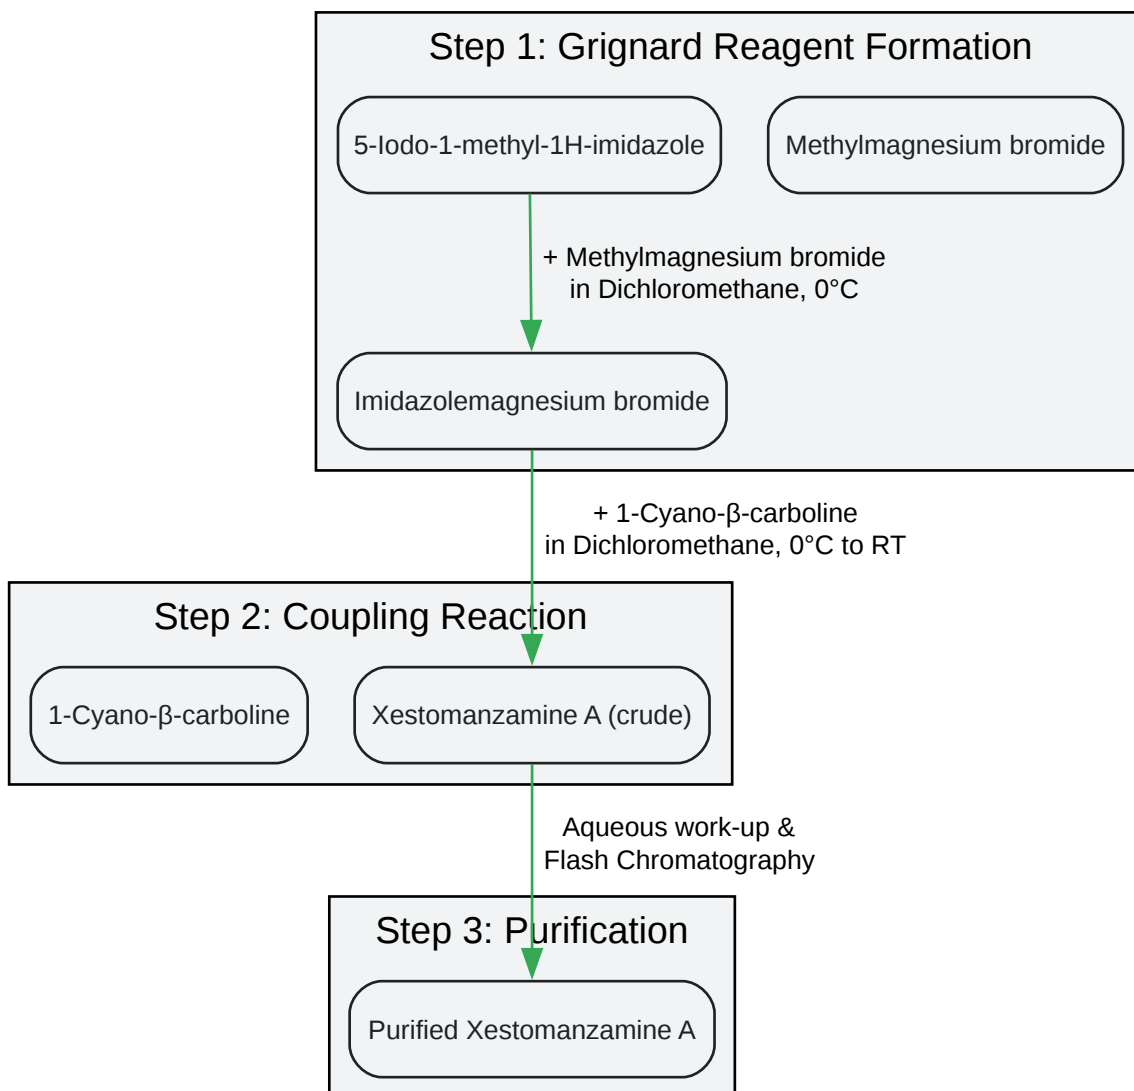 Step 1: Grignard Reagent Formation
5-Iodo-1-methyl-1H-imidazole
Methylmagnesium bromide
+ Methylmagnesium bromide
in Dichloromethane, 0°C
Imidazolemagnesium bromide
+ 1-Cyano-β-carboline
in Dichloromethane, 0°C to RT
Step 2: Coupling Reaction
1-Cyano-β-carboline
Xestomanzamine A (crude)
Aqueous work-up &
Flash Chromatography
Step 3: Purification
Purified Xestomanzamine A